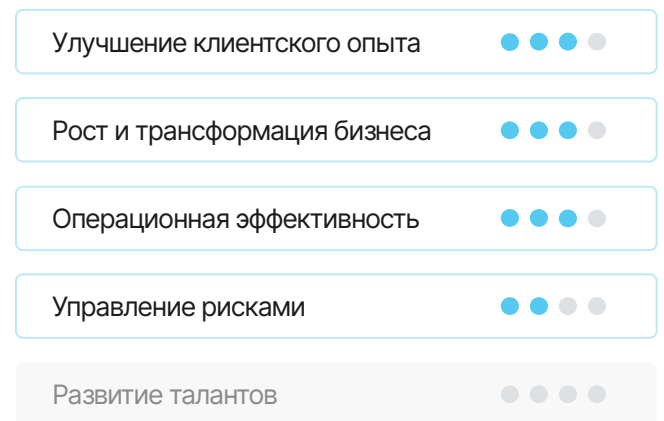 Улучшение клиентского опыта
Рост и трансформация бизнеса
Операционная эффективность
Управление рисками
Развитие талантов